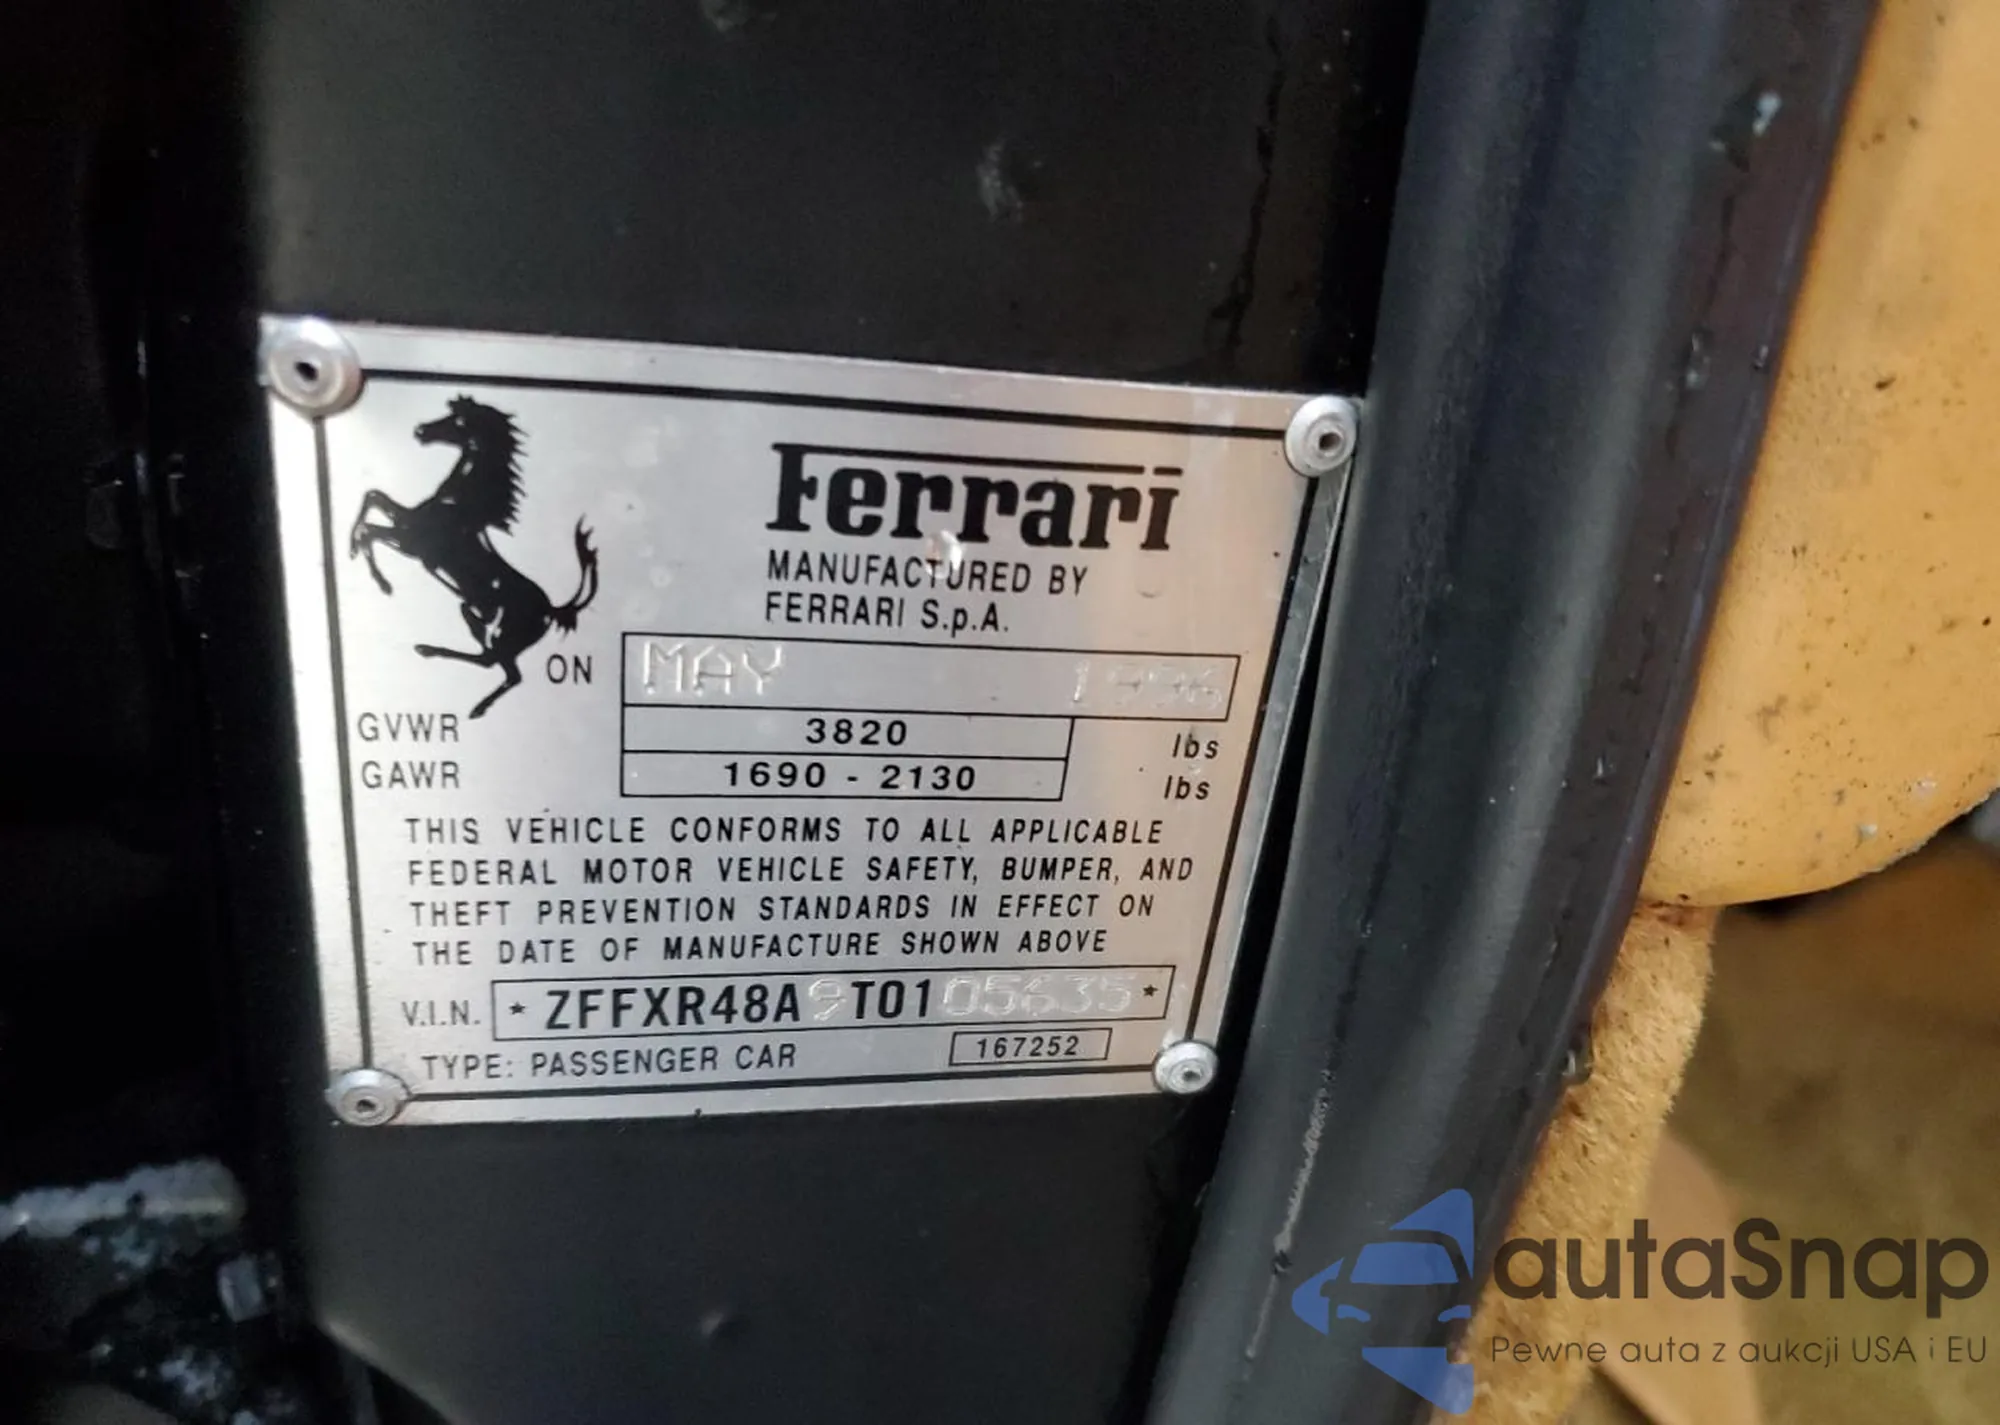 Ferrari
MANUFACTURED BY
FERRARI S.p.A.
ON MAY 1996
GVWR 3820 lbs
GAWR 1690 - 2130 lbs
THIS VEHICLE CONFORMS TO ALL APPLICABLE
FEDERAL MOTOR VEHICLE SAFETY, BUMPER, AND
THEFT PREVENTION STANDARDS IN EFFECT ON
THE DATE OF MANUFACTURE SHOWN ABOVE
V.I.N. * ZFFXR48A9T0105635 *
TYPE: PASSENGER CAR 167252
autaSnap
Pewne auta z aukcji USA i EU